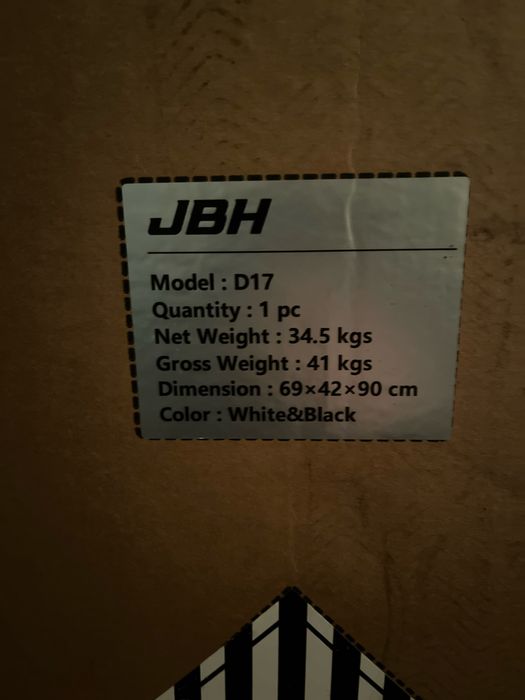 JBH
Model : D17
Quantity : 1 pc
Net Weight : 34.5 kgs
Gross Weight : 41 kgs
Dimension : 69×42×90 cm
Color : White&Black